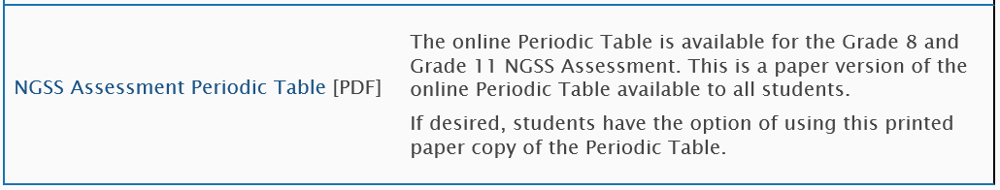 NGSS Assessment Periodic Table [PDF]
The online Periodic Table is available for the Grade 8 and
Grade 11 NGSS Assessment. This is a paper version of the
online Periodic Table available to all students.
If desired, students have the option of using this printed
paper copy of the Periodic Table.